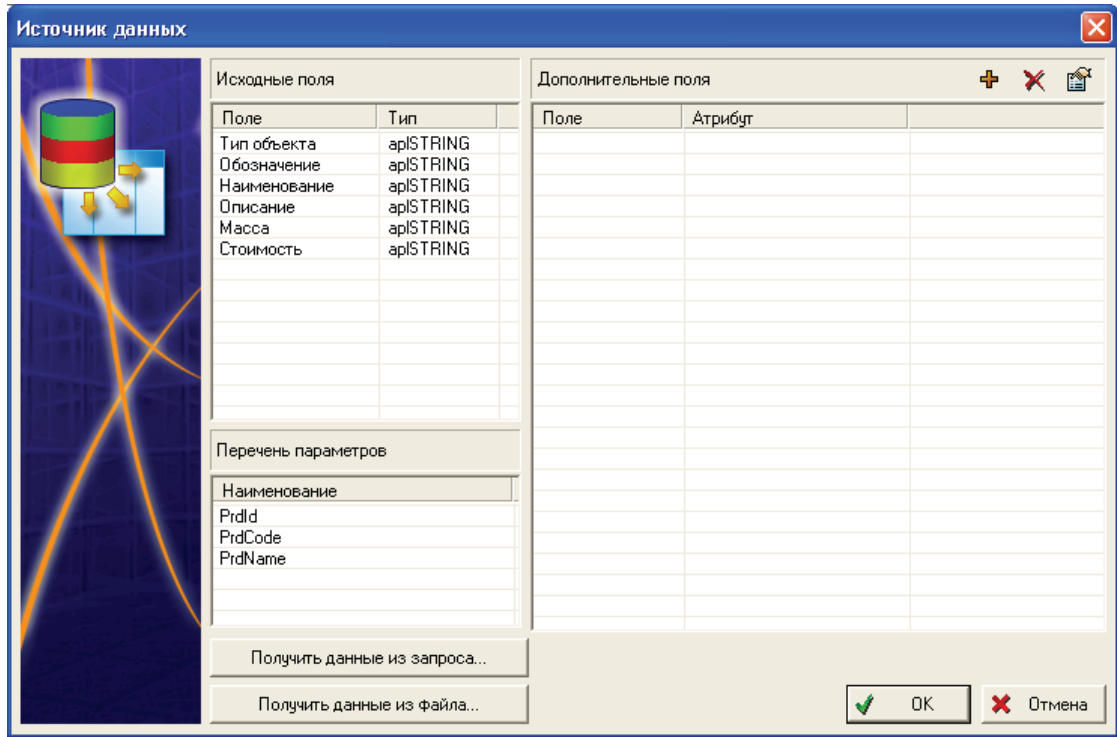 Источник данных
Исходные поля
Поле Тип
Тип объекта aplSTRING
Обозначение aplSTRING
Наименование aplSTRING
Описание aplSTRING
Масса aplSTRING
Стоимость aplSTRING
Перечень параметров
Наименование
PrdId
PrdCode
PrdName
Получить данные из запроса...
Получить данные из файла...
Дополнительные поля
Поле Атрибут
OK Отмена